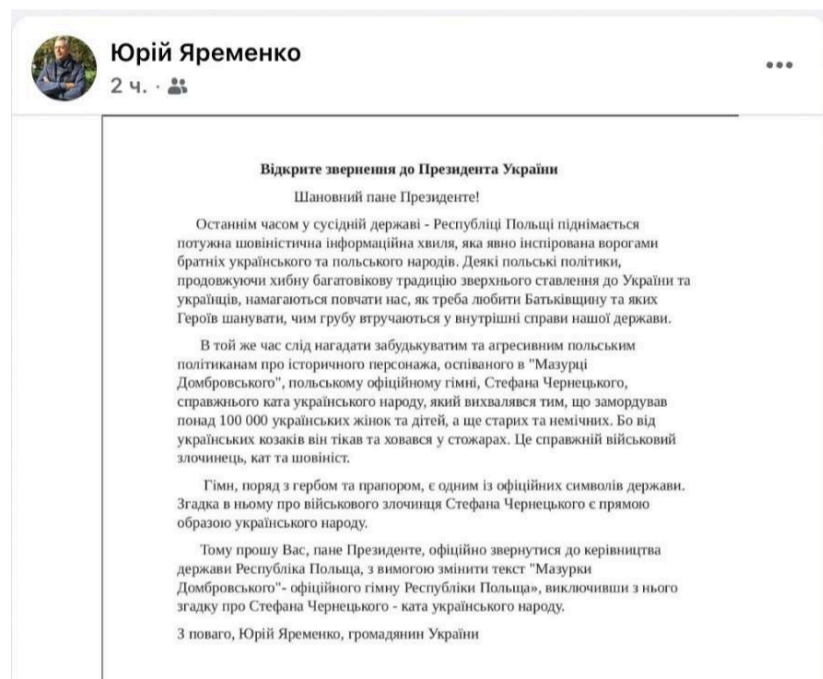 Юрій Яременко
2 ч. ·
Відкрите звернення до Президента України
Шановний пане Президенте!
Останнім часом у сусідній державі - Республіці Польщі піднімається
потужна шовіністична інформаційна хвиля, яка явно інспірована ворогами
братніх українського та польського народів. Деякі польські політики,
продовжуючи хибну багатовікову традицію зверхнього ставлення до України та
українців, намагаються повчати нас, як треба любити Батьківщину та яких
Героїв шанувати, чим грубу втручаються у внутрішні справи нашої держави.
В той же час слід нагадати забудькуватим та агресивним польським
політиканам про історичного персонажа, оспіваного в "Мазурці
Домбровського", польському офіційному гімні, Стефана Чернецького,
справжнього ката українського народу, який вихвалявся тим, що замордував
понад 100 000 українських жінок та дітей, а ще старих та немічних. Бо від
українських козаків він тікав та ховався у стожарах. Це справжній військовий
злочинець, кат та шовініст.
Гімн, поряд з гербом та прапором, є одним із офіційних символів держави.
Згадка в ньому про військового злочинця Стефана Чернецького є прямою
образою українського народу.
Тому прошу Вас, пане Президенте, офіційно звернутися до керівництва
держави Республіка Польща, з вимогою змінити текст "Мазурки
Домбровського"- офіційного гімну Республіки Польща», виключивши з нього
згадку про Стефана Чернецького - ката українського народу.
З поваго, Юрій Яременко, громадянин України